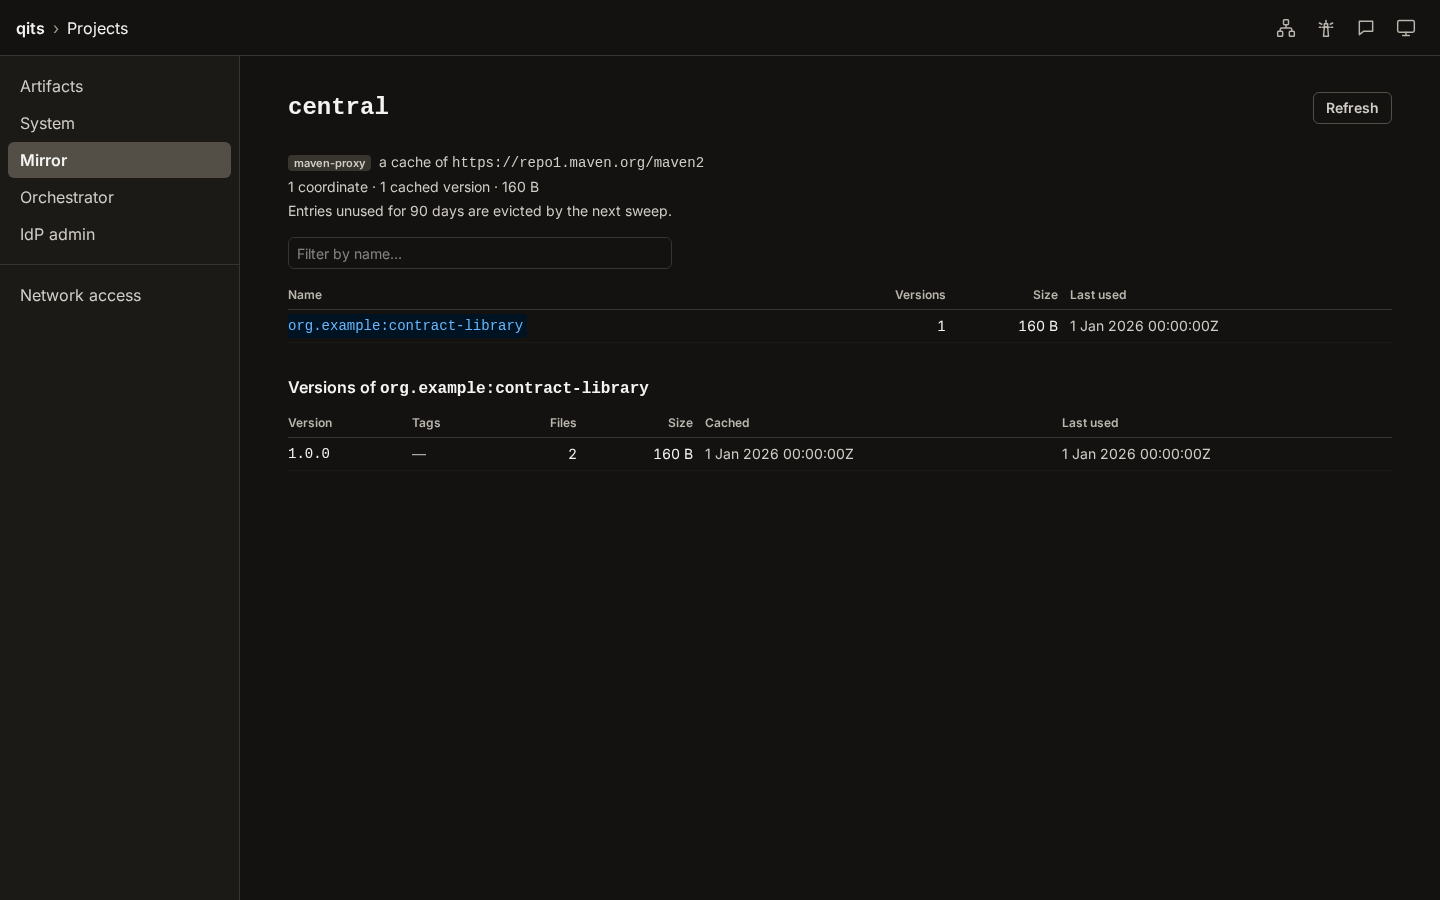 qits › Projects
Artifacts
System
Mirror
Orchestrator
IdP admin
Network access
central
Refresh
maven-proxy a cache of https://repo1.maven.org/maven2
1 coordinate · 1 cached version · 160 B
Entries unused for 90 days are evicted by the next sweep.
Filter by name...
Name Versions Size Last used
org.example:contract-library 1 160 B 1 Jan 2026 00:00:00Z
Versions of org.example:contract-library
Version Tags Files Size Cached Last used
1.0.0 — 2 160 B 1 Jan 2026 00:00:00Z 1 Jan 2026 00:00:00Z